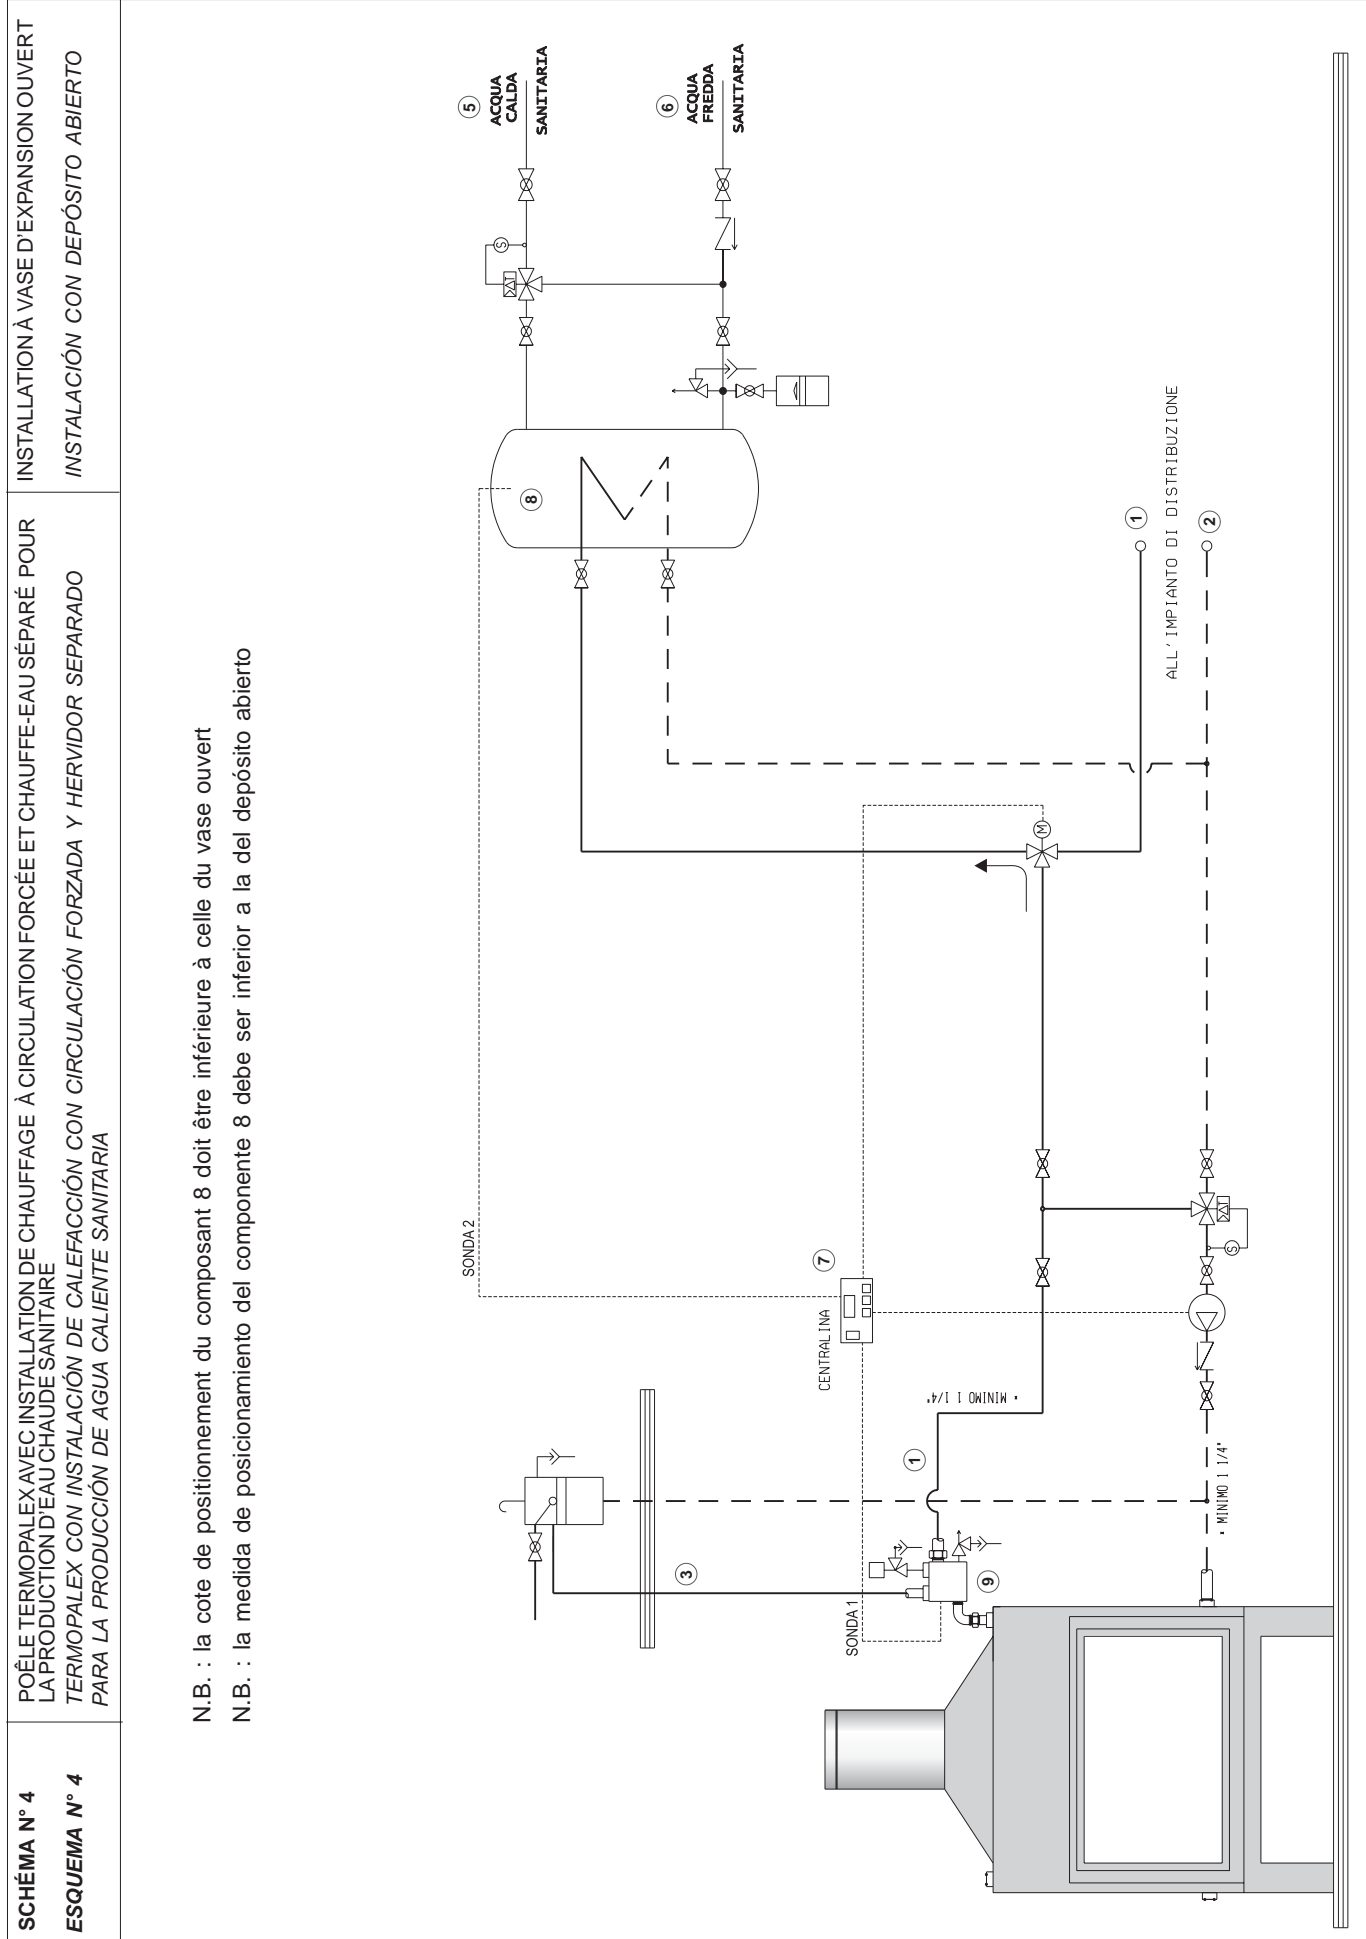 SCHÉMA N° 4
ESQUEMA N° 4
POÊLE TERMOPALEX AVEC INSTALLATION DE CHAUFFAGE À CIRCULATION FORCÉE ET CHAUFFE-EAU SÉPARÉ POUR
LA PRODUCTION D'EAU CHAUDE SANITAIRE
TERMOPALEX CON INSTALACIÓN DE CALEFACCIÓN CON CIRCULACIÓN FORZADA Y HERVIDOR SEPARADO
PARA LA PRODUCCIÓN DE AGUA CALIENTE SANITARIA
INSTALLATION À VASE D'EXPANSION OUVERT
INSTALACIÓN CON DEPÓSITO ABIERTO
N.B. : la cote de positionnement du composant 8 doit être inférieure à celle du vase ouvert
N.B. : la medida de posicionamiento del componente 8 debe ser inferior a la del depósito abierto
5
ACQUA
CALDA
SANITARIA
6
ACQUA
FREDDA
SANITARIA
S
ΔT
8
SONDA 2
7
CENTRALINA
M
1
2
ALL' IMPIANTO DI DISTRIBUZIONE
3
1
* MINIMO 1 1/4"
SONDA 1
9
ΔT
S
* MINIMO 1 1/4"